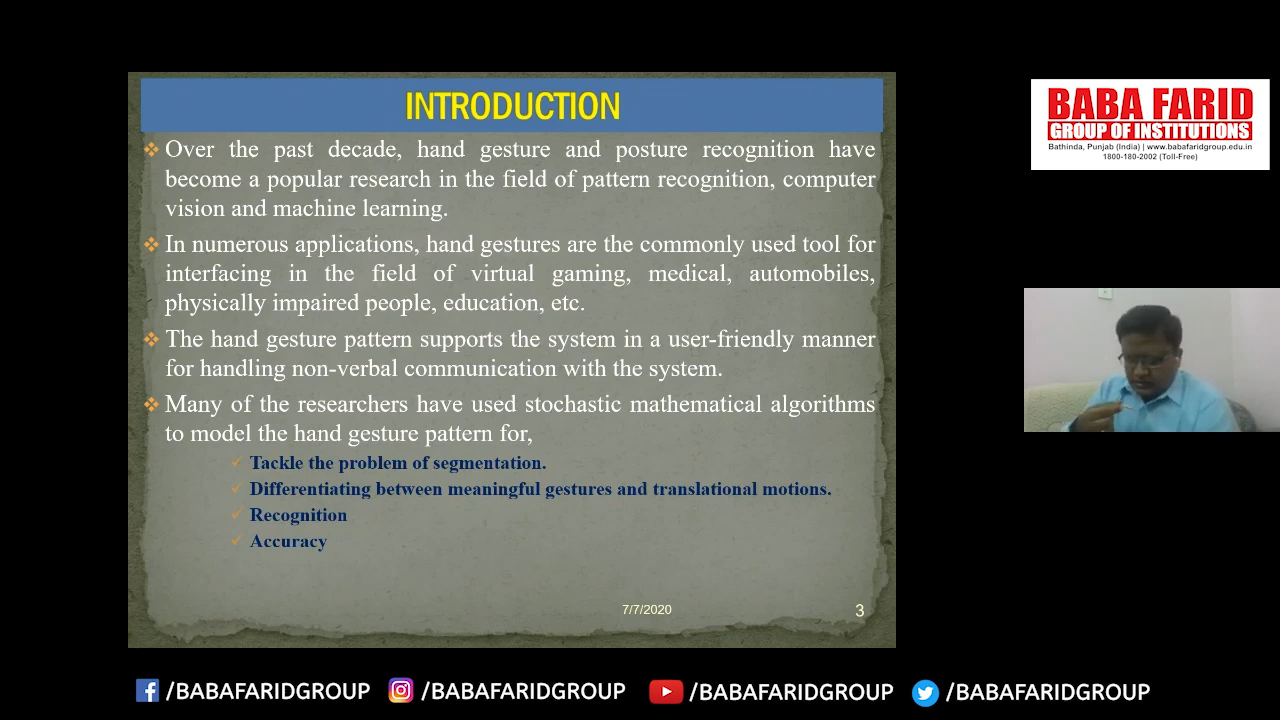 INTRODUCTION
Over the past decade, hand gesture and posture recognition have
become a popular research in the field of pattern recognition, computer
vision and machine learning.
In numerous applications, hand gestures are the commonly used tool for
interfacing in the field of virtual gaming, medical, automobiles,
physically impaired people, education, etc.
The hand gesture pattern supports the system in a user-friendly manner
for handling non-verbal communication with the system.
Many of the researchers have used stochastic mathematical algorithms
to model the hand gesture pattern for,
Tackle the problem of segmentation.
Differentiating between meaningful gestures and translational motions.
Recognition
Accuracy
7/7/2020
3
BABA FARID
GROUP OF INSTITUTIONS
Bathinda, Punjab (India) | www.babafaridgroup.edu.in
1800-180-2002 (Toll-Free)
/BABAFARIDGROUP
/BABAFARIDGROUP
/BABAFARIDGROUP
/BABAFARIDGROUP